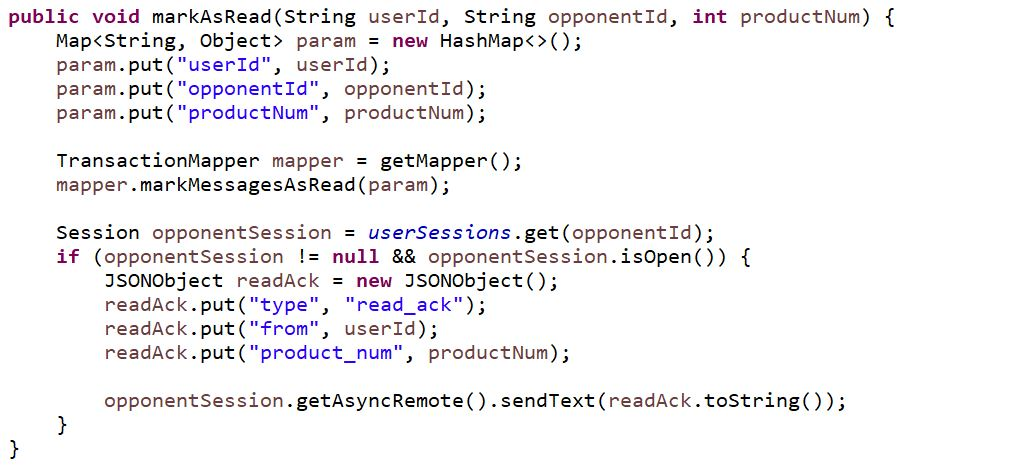 public void markAsRead(String userId, String opponentId, int productNum) {
    Map<String, Object> param = new HashMap<>();
    param.put("userId", userId);
    param.put("opponentId", opponentId);
    param.put("productNum", productNum);

    TransactionMapper mapper = getMapper();
    mapper.markMessagesAsRead(param);

    Session opponentSession = userSessions.get(opponentId);
    if (opponentSession != null && opponentSession.isOpen()) {
        JSONObject readAck = new JSONObject();
        readAck.put("type", "read_ack");
        readAck.put("from", userId);
        readAck.put("product_num", productNum);

        opponentSession.getAsyncRemote().sendText(readAck.toString());
    }
}